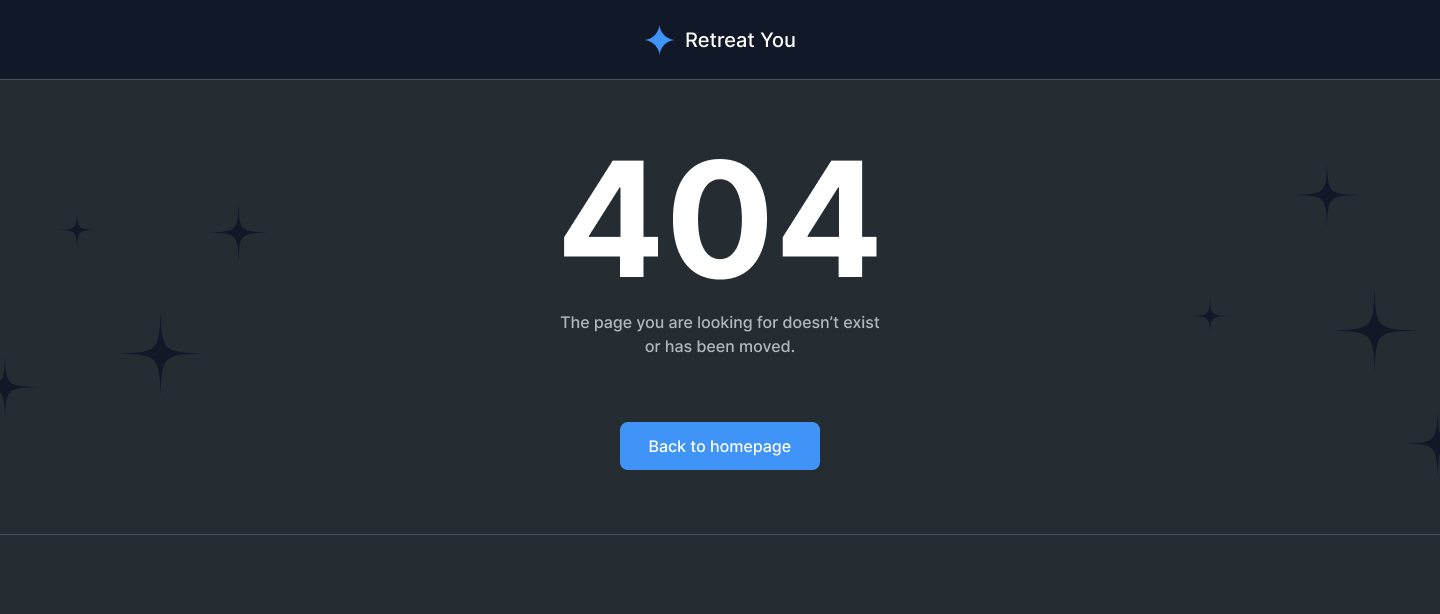 Retreat You
404
The page you are looking for doesn’t exist
or has been moved.
Back to homepage